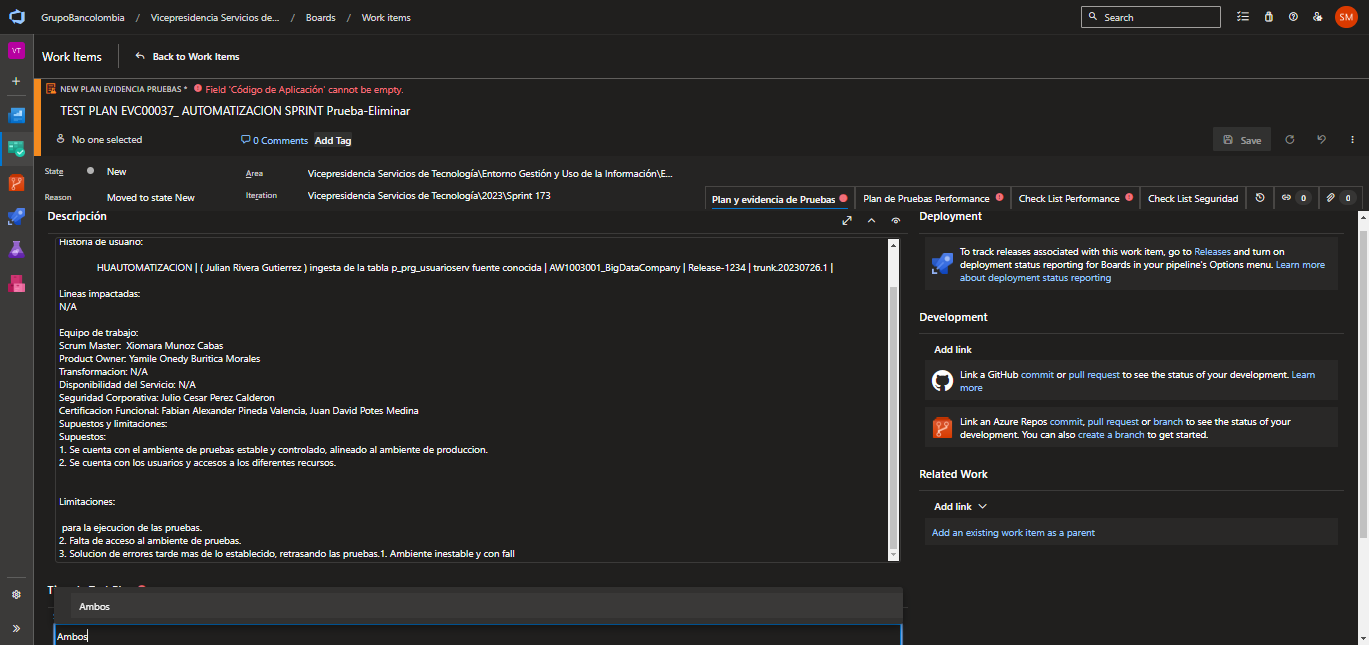 GrupoBancolombia / Vicepresidencia Servicios de... / Boards / Work items
Search
SM
VT
Work Items
Back to Work Items
NEW PLAN EVIDENCIA PRUEBAS *
Field 'Código de Aplicación' cannot be empty.
TEST PLAN EVC00037_ AUTOMATIZACION SPRINT Prueba-Eliminar
No one selected
0 Comments
Add Tag
Save
State
New
Area
Vicepresidencia Servicios de Tecnología\Entorno Gestión y Uso de la Información\E...
Reason
Moved to state New
Iteration
Vicepresidencia Servicios de Tecnología\2023\Sprint 173
Plan y evidencia de Pruebas
Plan de Pruebas Performance
Check List Performance
Check List Seguridad
0
0
Descripción
Historia de usuario:
HUAUTOMATIZACION | ( Julian Rivera Gutierrez ) ingesta de la tabla p_prg_usuarioserv fuente conocida | AW1003001_BigDataCompany | Release-1234 | trunk.20230726.1 |
Lineas impactadas:
N/A
Equipo de trabajo:
Scrum Master: Xiomara Munoz Cabas
Product Owner: Yamile Onedy Buritica Morales
Transformacion: N/A
Disponibilidad del Servicio: N/A
Seguridad Corporativa: Julio Cesar Perez Calderon
Certificacion Funcional: Fabian Alexander Pineda Valencia, Juan David Potes Medina
Supuestos y limitaciones:
Supuestos:
1. Se cuenta con el ambiente de pruebas estable y controlado, alineado al ambiente de produccion.
2. Se cuenta con los usuarios y accesos a los diferentes recursos.
Limitaciones:
para la ejecucion de las pruebas.
2. Falta de acceso al ambiente de pruebas.
3. Solucion de errores tarde mas de lo establecido, retrasando las pruebas.1. Ambiente inestable y con fall
Ambos
Ambos
Deployment
To track releases associated with this work item, go to Releases and turn on
deployment status reporting for Boards in your pipeline's Options menu. Learn more
about deployment status reporting
Development
Add link
Link a GitHub commit or pull request to see the status of your development. Learn
more
Link an Azure Repos commit, pull request or branch to see the status of your
development. You can also create a branch to get started.
Related Work
Add link
Add an existing work item as a parent